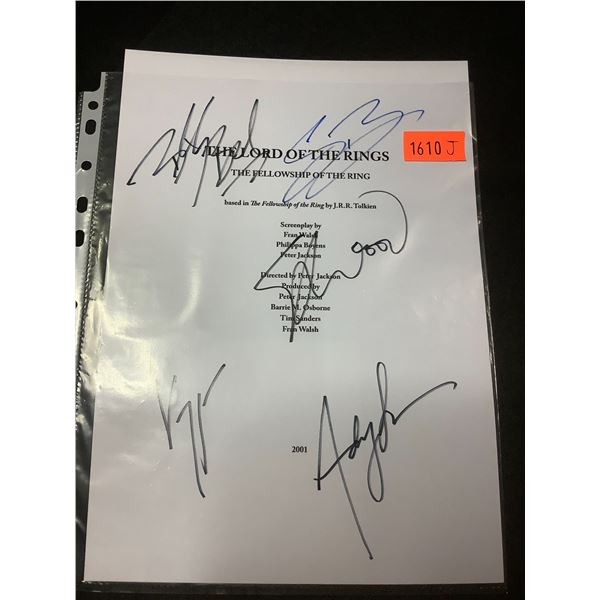 THE LORD OF THE RINGS
1610 J
THE FELLOWSHIP OF THE RING
based in The Fellowship of the Ring by J.R.R. Tolkien
Screenplay by
Fran Walsh
Philippa Boyens
Peter Jackson
Directed by Peter Jackson
Produced by
Peter Jackson
Barrie M. Osborne
Tim Sanders
Fran Walsh
2001